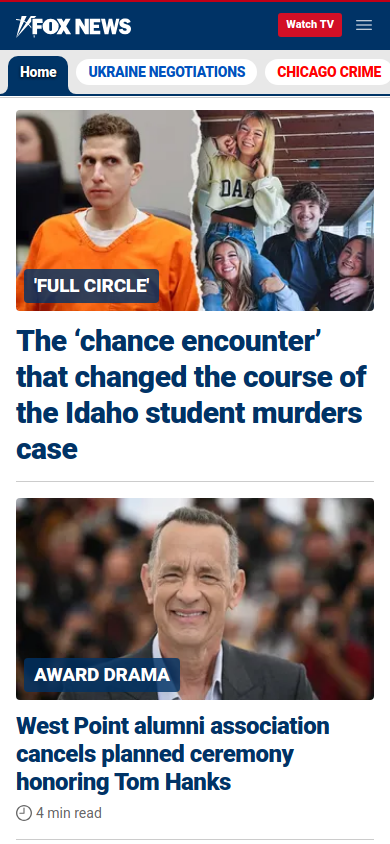 FOX NEWS
Watch TV
Home
UKRAINE NEGOTIATIONS
CHICAGO CRIME
DA
'FULL CIRCLE'
The ‘chance encounter’
that changed the course of
the Idaho student murders
case
AWARD DRAMA
West Point alumni association
cancels planned ceremony
honoring Tom Hanks
4 min read